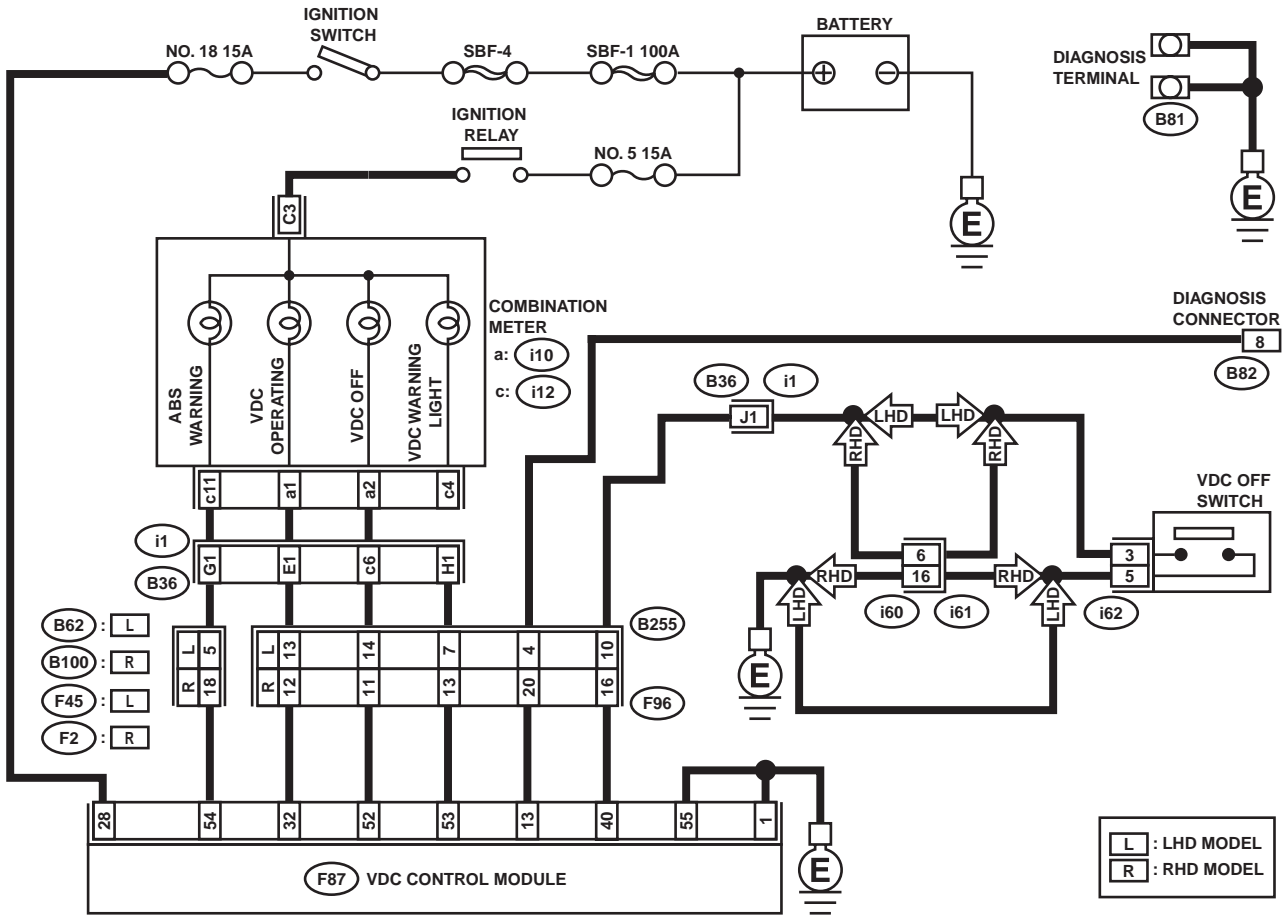 IGNITION
SWITCH
NO. 18 15A
SBF-4
SBF-1 100A
BATTERY
DIAGNOSIS
TERMINAL
B81
E
IGNITION
RELAY
NO. 5 15A
E
C3
ABS
WARNING
VDC
OPERATING
VDC OFF
VDC WARNING
LIGHT
COMBINATION
METER
a: i10
c: i12
DIAGNOSIS
CONNECTOR
8
B82
B36 i1
J1
LHD LHD
RHD RHD
VDC OFF
SWITCH
c11 a1 a2 c4
i1
B36
G1 E1 c6 H1
6
16
RHD RHD
3
5
LHD LHD
i60 i61 i62
E
B62 : L
B100 : R
F45 : L
F2 : R
L 5 L 13 14 7 4 10
R 18 R 12 11 13 20 16
B255
F96
28 54 32 52 53 13 40 55 1
F87 VDC CONTROL MODULE
E
L : LHD MODEL
R : RHD MODEL